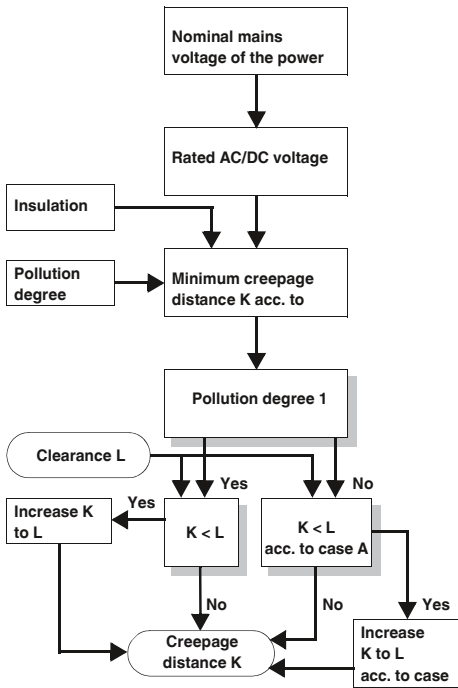 Nominal mains
voltage of the power
Rated AC/DC voltage
Insulation
Pollution
degree
Minimum creepage
distance K acc. to
Pollution degree 1
Clearance L
Yes
No
Increase K
to L
Yes
K < L
K < L
acc. to case A
No
No
Yes
Creepage
distance K
Increase
K to L
acc. to case